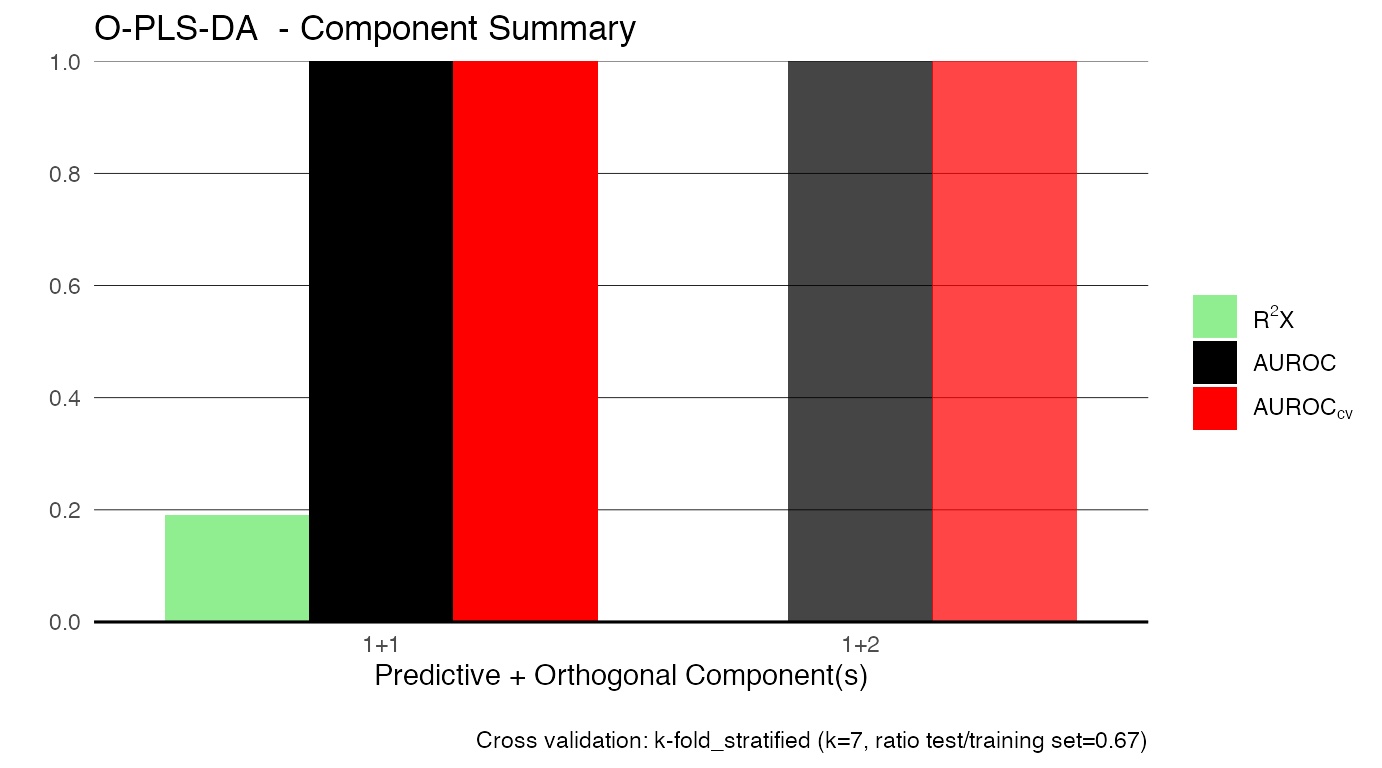 O-PLS-DA  - Component Summary
1.0
0.8
0.6
0.4
0.2
0.0
1+1 1+2
Predictive + Orthogonal Component(s)
R²X
AUROC
AUROCcv
Cross validation: k-fold_stratified (k=7, ratio test/training set=0.67)